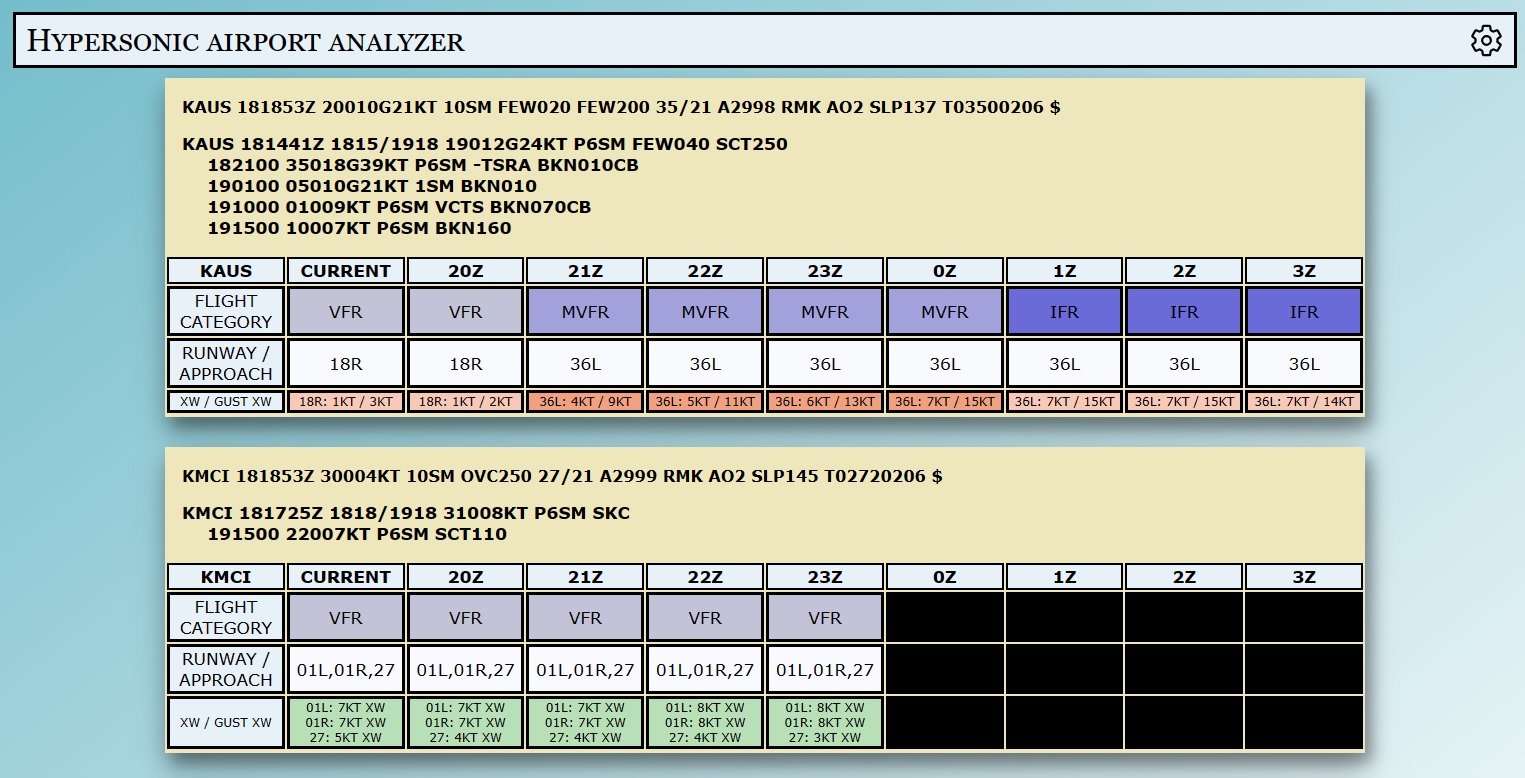 HYPERSONIC AIRPORT ANALYZER
KAUS 181853Z 20010G21KT 10SM FEW020 FEW200 35/21 A2998 RMK AO2 SLP137 T03500206 $
KAUS 181441Z 1815/1918 19012G24KT P6SM FEW040 SCT250
182100 35018G39KT P6SM -TSRA BKN010CB
190100 05010G21KT 1SM BKN010
191000 01009KT P6SM VCTS BKN070CB
191500 10007KT P6SM BKN160
KAUS CURRENT 20Z 21Z 22Z 23Z 0Z 1Z 2Z 3Z
FLIGHT CATEGORY VFR VFR MVFR MVFR MVFR MVFR IFR IFR IFR
RUNWAY / APPROACH 18R 18R 36L 36L 36L 36L 36L 36L 36L
XW / GUST XW 18R: 1KT / 3KT 18R: 1KT / 2KT 36L: 4KT / 9KT 36L: 5KT / 11KT 36L: 6KT / 13KT 36L: 7KT / 15KT 36L: 7KT / 15KT 36L: 7KT / 15KT 36L: 7KT / 14KT
KMCI 181853Z 30004KT 10SM OVC250 27/21 A2999 RMK AO2 SLP145 T02720206 $
KMCI 181725Z 1818/1918 31008KT P6SM SKC
191500 22007KT P6SM SCT110
KMCI CURRENT 20Z 21Z 22Z 23Z 0Z 1Z 2Z 3Z
FLIGHT CATEGORY VFR VFR VFR VFR VFR
RUNWAY / APPROACH 01L,01R,27 01L,01R,27 01L,01R,27 01L,01R,27 01L,01R,27
01L: 7KT XW 01L: 7KT XW 01L: 7KT XW 01L: 8KT XW 01L: 8KT XW
XW / GUST XW 01R: 7KT XW 01R: 7KT XW 01R: 7KT XW 01R: 8KT XW 01R: 8KT XW
27: 5KT XW 27: 4KT XW 27: 4KT XW 27: 4KT XW 27: 3KT XW